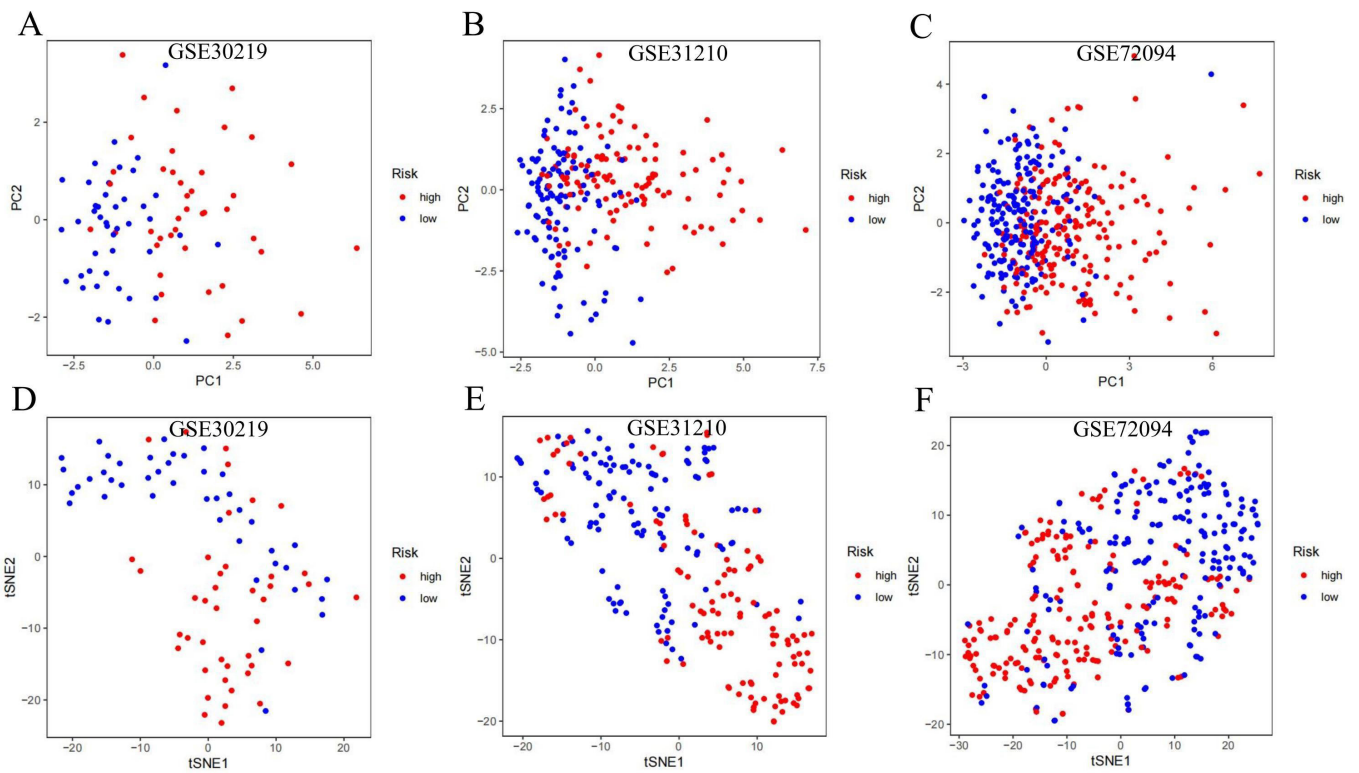 A
GSE30219
2
0
−2
−2.5
0.0
2.5
5.0
PC2
PC1
Risk
high
low
B
GSE31210
2.5
0.0
−2.5
−5.0
−2.5
0.0
2.5
5.0
7.5
PC2
PC1
Risk
high
low
C
GSE72094
4
2
0
−2
−3
0
3
6
PC2
PC1
Risk
high
low
D
GSE30219
10
0
−10
−20
−20
−10
0
10
20
tSNE2
tSNE1
Risk
high
low
E
GSE31210
10
0
−10
−20
−20
−10
0
10
tSNE2
tSNE1
Risk
high
low
F
GSE72094
20
10
0
−10
−20
−30
−20
−10
0
10
20
tSNE2
tSNE1
Risk
high
low